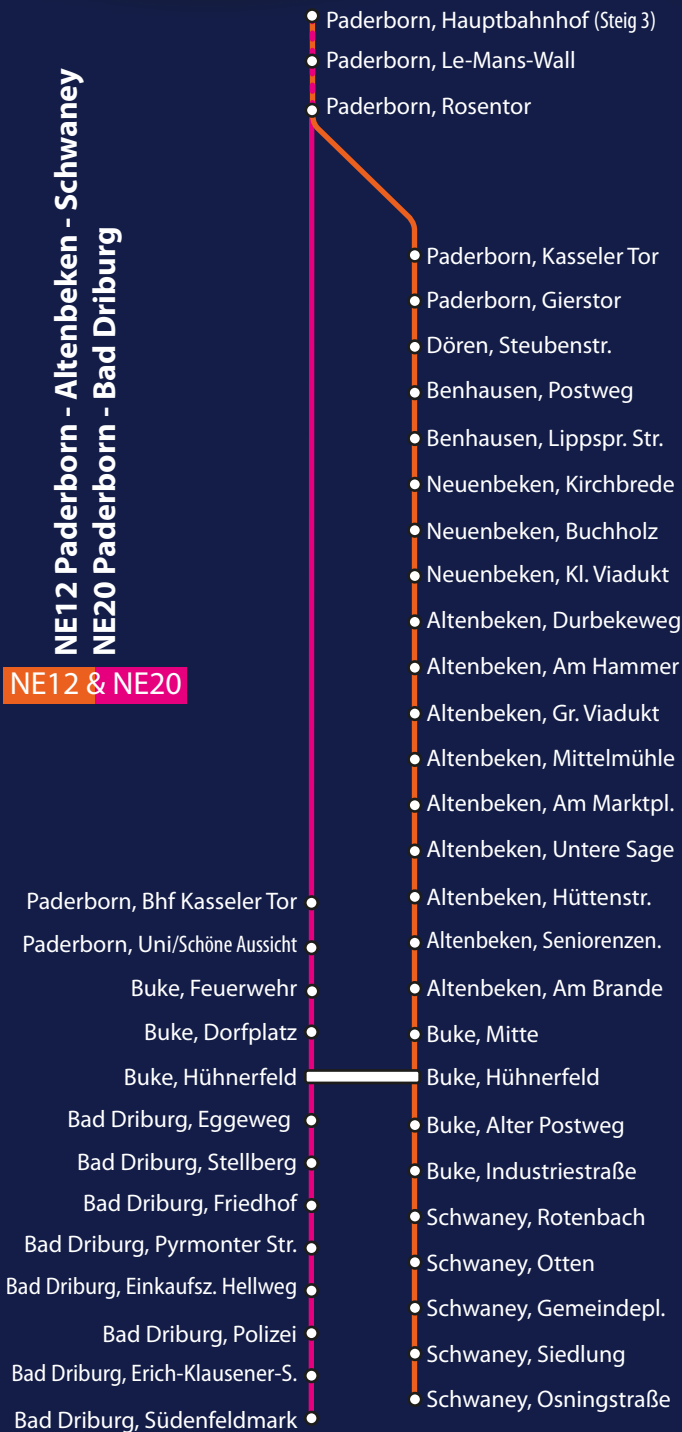 Paderborn, Hauptbahnhof (Steig 3)
Paderborn, Le-Mans-Wall
Paderborn, Rosentor
NE12 Paderborn - Altenbeken - Schwaney
NE20 Paderborn - Bad Driburg
NE12 & NE20
Paderborn, Kasseler Tor
Paderborn, Gierstor
Dören, Steubenstr.
Benhausen, Postweg
Benhausen, Lippspr. Str.
Neuenbeken, Kirchbrede
Neuenbeken, Buchholz
Neuenbeken, Kl. Viadukt
Altenbeken, Durbekeweg
Altenbeken, Am Hammer
Altenbeken, Gr. Viadukt
Altenbeken, Mittelmühle
Altenbeken, Am Marktpl.
Altenbeken, Untere Sage
Altenbeken, Hüttenstr.
Altenbeken, Seniorenzen.
Altenbeken, Am Brande
Buke, Mitte
Buke, Hühnerfeld
Buke, Alter Postweg
Buke, Industriestraße
Schwaney, Rotenbach
Schwaney, Otten
Schwaney, Gemeindepl.
Schwaney, Siedlung
Schwaney, Osningstraße
Paderborn, Bhf Kasseler Tor
Paderborn, Uni/Schöne Aussicht
Buke, Feuerwehr
Buke, Dorfplatz
Buke, Hühnerfeld
Bad Driburg, Eggeweg
Bad Driburg, Stellberg
Bad Driburg, Friedhof
Bad Driburg, Pyrmonter Str.
Bad Driburg, Einkaufsz. Hellweg
Bad Driburg, Polizei
Bad Driburg, Erich-Klausener-S.
Bad Driburg, Südenfeldmark